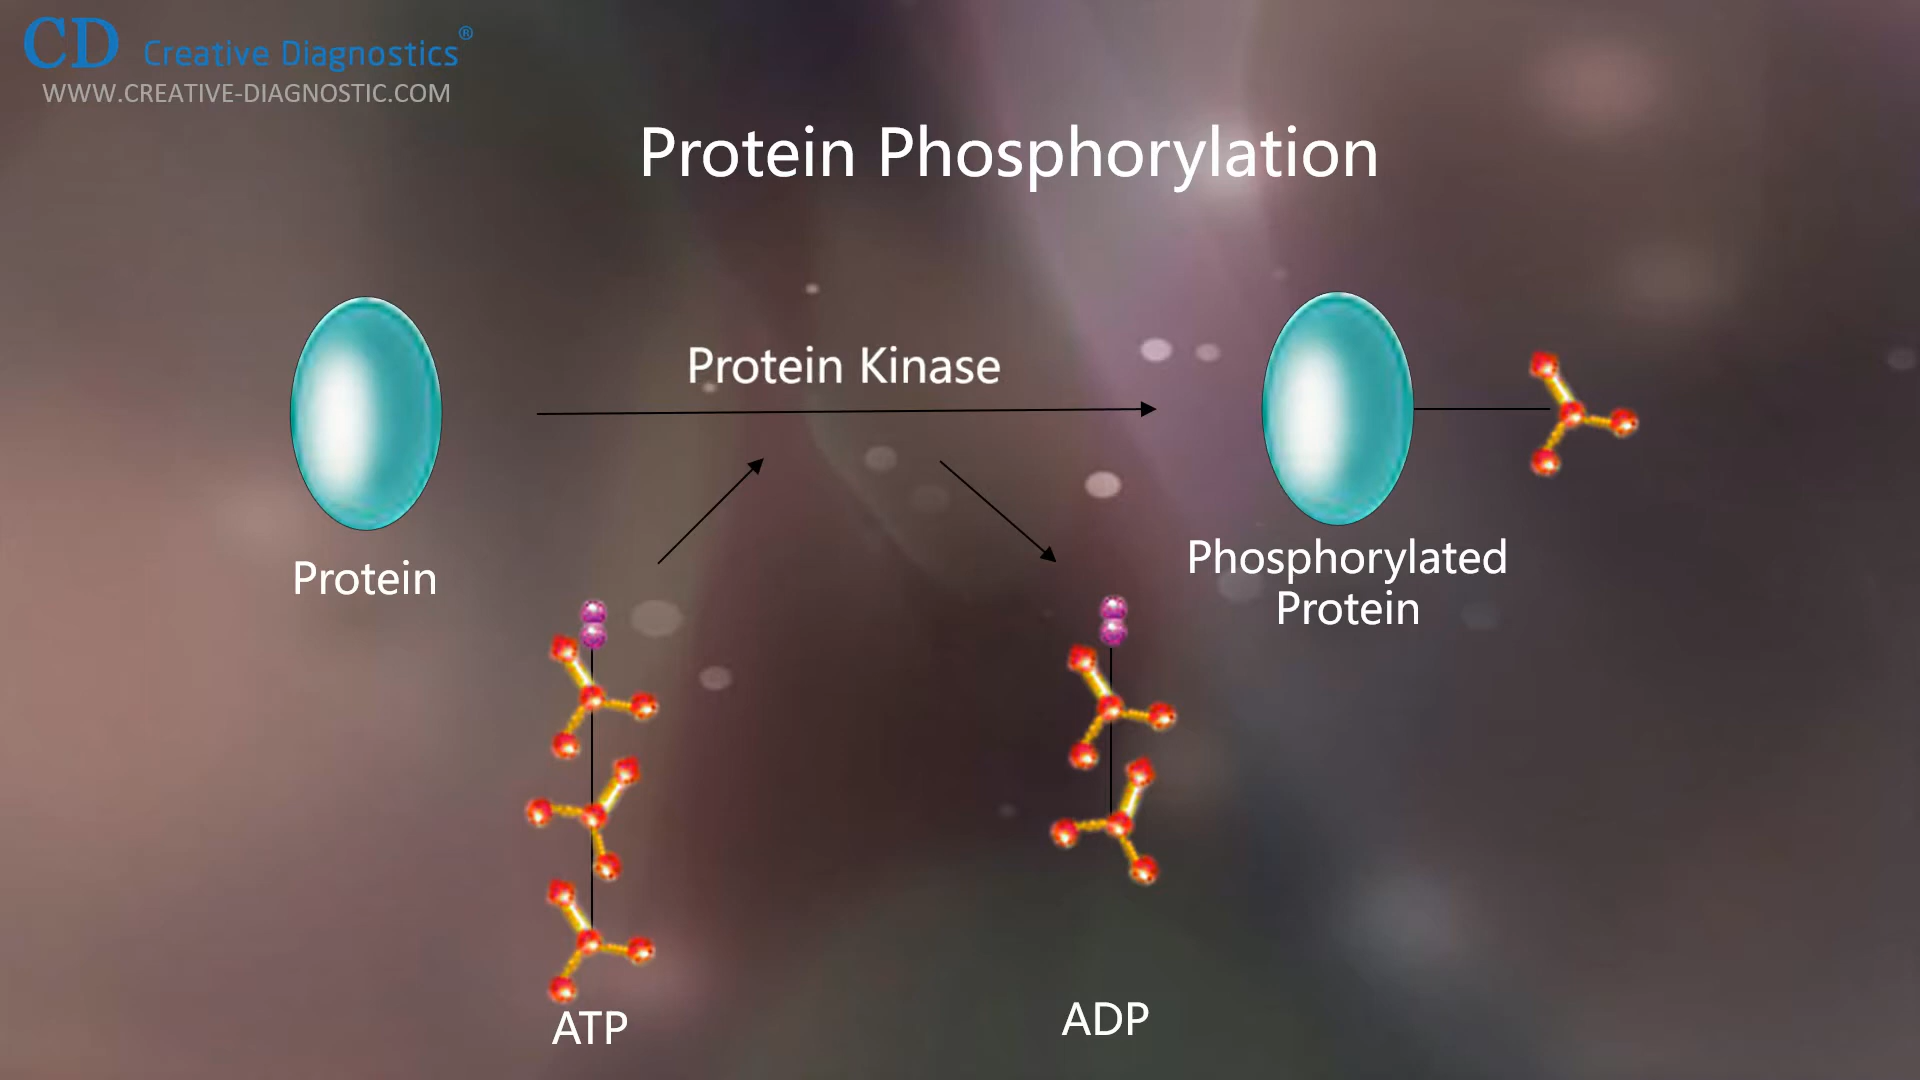 CD Creative Diagnostics®
WWW.CREATIVE-DIAGNOSTIC.COM
Protein Phosphorylation
Protein Kinase
Protein
Phosphorylated
Protein
ATP
ADP